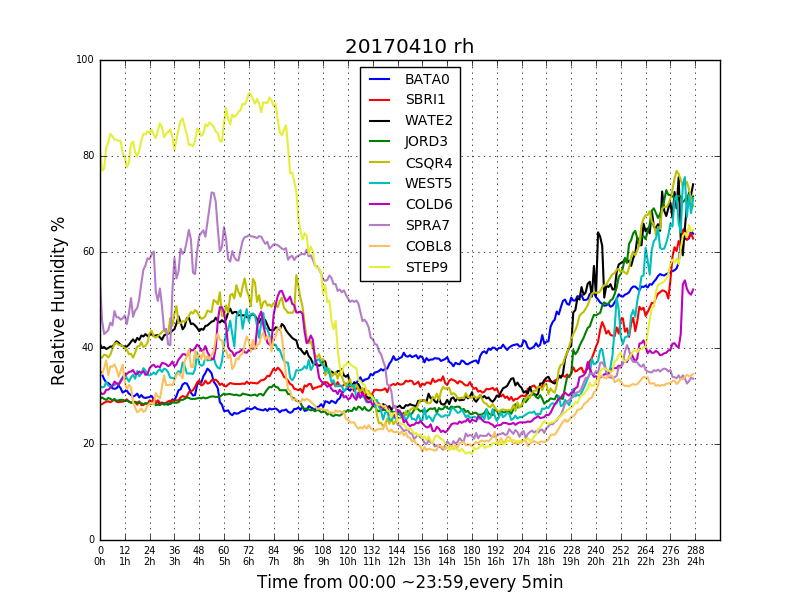 20170410 rh
100
80
60
40
20
0
Relative Humidity %
BATA0
SBRI1
WATE2
JORD3
CSQR4
WEST5
COLD6
SPRA7
COBL8
STEP9
0 12 24 36 48 60 72 84 96 108 120 132 144 156 168 180 192 204 216 228 240 252 264 276 288
0h 1h 2h 3h 4h 5h 6h 7h 8h 9h 10h 11h 12h 13h 14h 15h 16h 17h 18h 19h 20h 21h 22h 23h 24h
Time from 00:00 ~23:59,every 5min